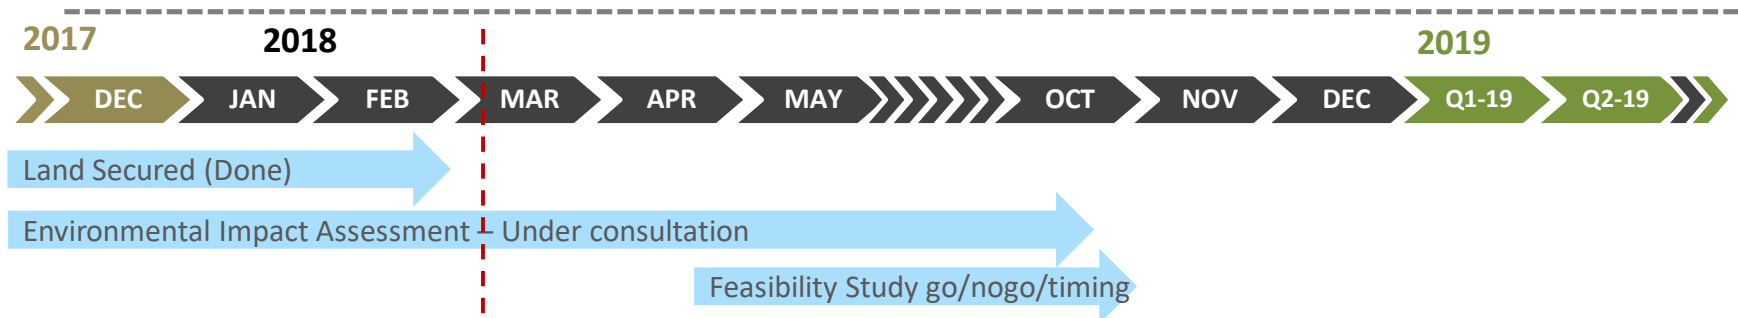 2017 2018 2019
DEC JAN FEB MAR APR MAY OCT NOV DEC Q1-19 Q2-19
Land Secured (Done)
Environmental Impact Assessment – Under consultation
Feasibility Study go/nogo/timing